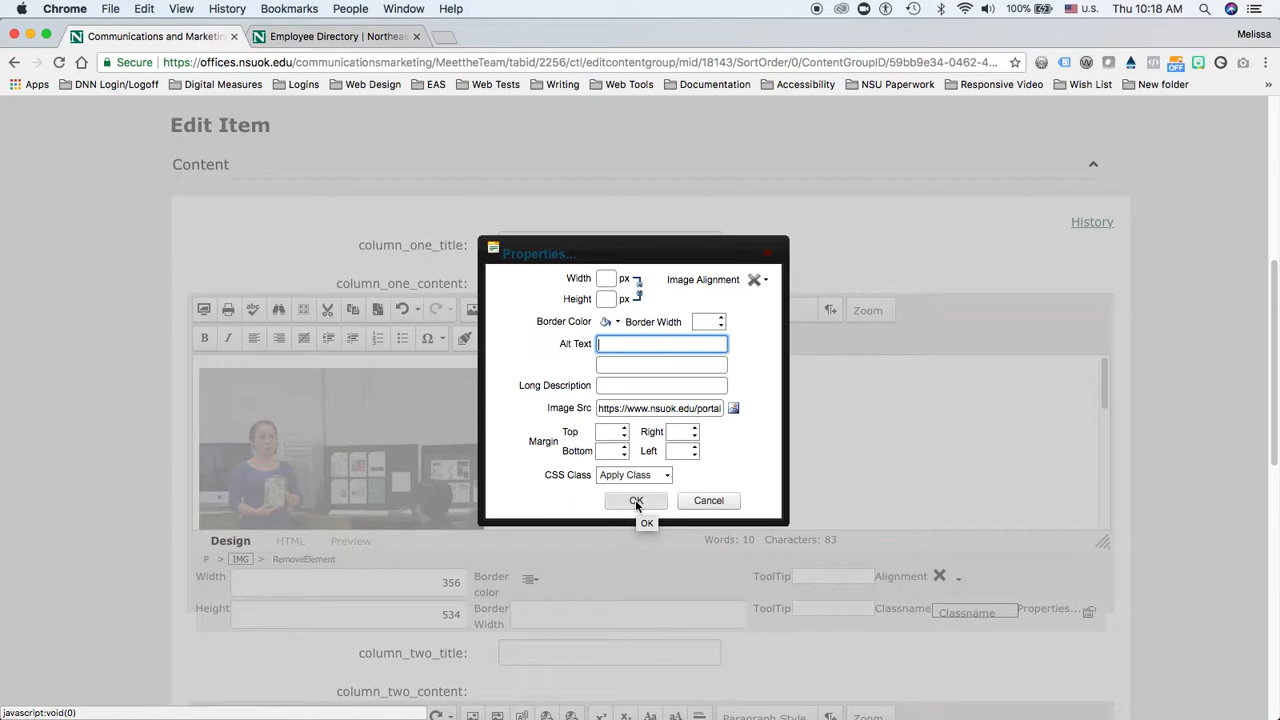 Chrome File Edit View History Bookmarks People Window Help 100% U.S. Thu 10:18 AM
Communications and Marketin Employee Directory | Northeas Melissa
Secure https://offices.nsuok.edu/communicationsmarketing/MeettheTeam/tabid/2256/ctl/editcontentgroup/mid/18143/SortOrder/0/ContentGroupID/59bb9e34-0462-4... OFF
Apps DNN Login/Logoff Digital Measures Logins Web Design EAS Web Tests Writing Web Tools Documentation Accessibility NSU Paperwork Responsive Video Wish List New folder »
Edit Item
Content
History
column_one_title:
column_one_content:
Zoom
B I
Properties...
Width px Image Alignment
Height px
Border Color Border Width
Alt Text
Long Description
Image Src https://www.nsuok.edu/portal
Margin Top Right
Bottom Left
CSS Class Apply Class
OK Cancel
OK
Design HTML Preview Words: 10 Characters: 83
P > IMG > RemoveElement
Width 356 Border color ToolTip Alignment
Height 534 Border Width ToolTip Classname Classname Properties...
column_two_title:
column_two_content:
Paragraph Style Zoom
javascript:void(0)